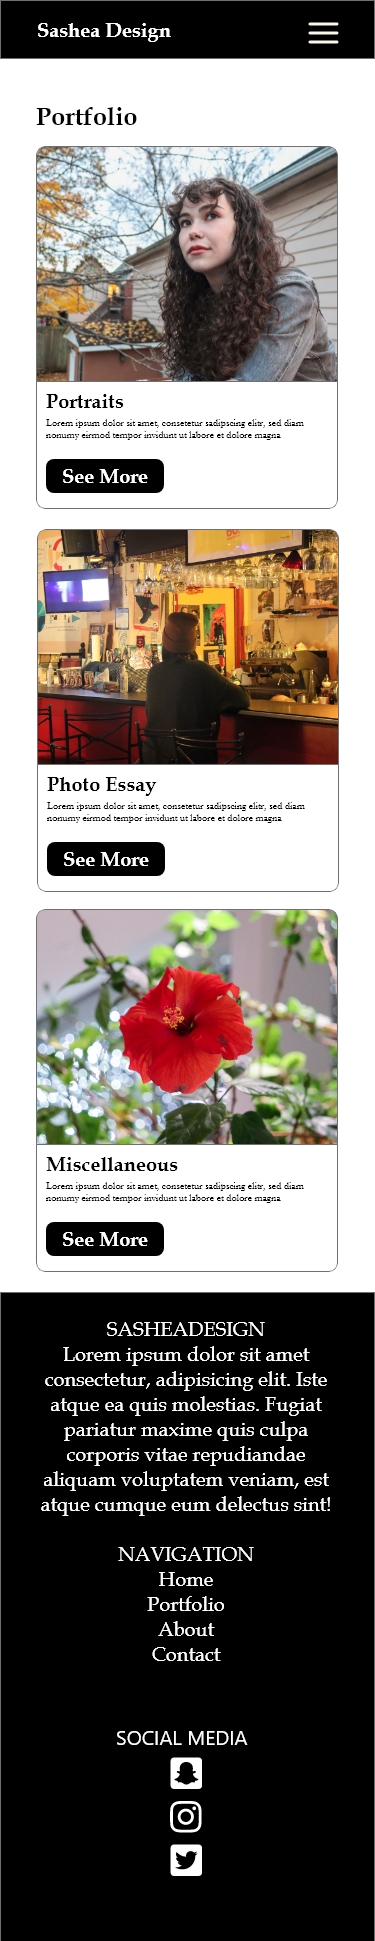 Sashea Design
Portfolio
Portraits
Lorem ipsum dolor sit amet, consetetur sadipscing elitr, sed diam
nonumy eirmod tempor invidunt ut labore et dolore magna
See More
Photo Essay
Lorem ipsum dolor sit amet, consetetur sadipscing elitr, sed diam
nonumy eirmod tempor invidunt ut labore et dolore magna
See More
Miscellaneous
Lorem ipsum dolor sit amet, consetetur sadipscing elitr, sed diam
nonumy eirmod tempor invidunt ut labore et dolore magna
See More
SASHEADESIGN
Lorem ipsum dolor sit amet
consectetur, adipisicing elit. Iste
atque ea quis molestias. Fugiat
pariatur maxime quis culpa
corporis vitae repudiandae
aliquam voluptatem veniam, est
atque cumque eum delectus sint!
NAVIGATION
Home
Portfolio
About
Contact
SOCIAL MEDIA